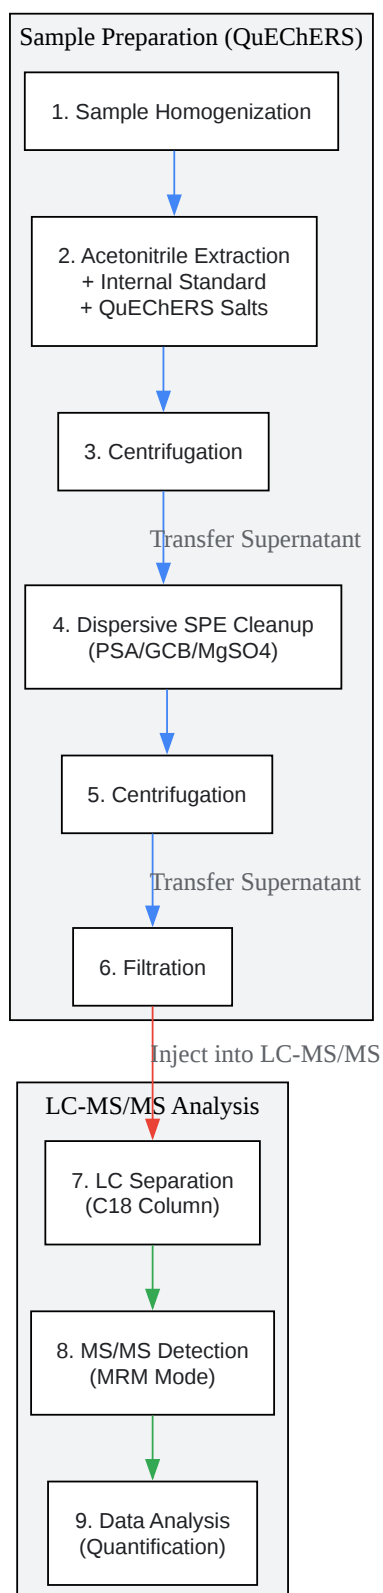 Sample Preparation (QuEChERS)
1. Sample Homogenization
2. Acetonitrile Extraction
+ Internal Standard
+ QuEChERS Salts
3. Centrifugation
Transfer Supernatant
4. Dispersive SPE Cleanup
(PSA/GCB/MgSO4)
5. Centrifugation
Transfer Supernatant
6. Filtration
Inject into LC-MS/MS
LC-MS/MS Analysis
7. LC Separation
(C18 Column)
8. MS/MS Detection
(MRM Mode)
9. Data Analysis
(Quantification)